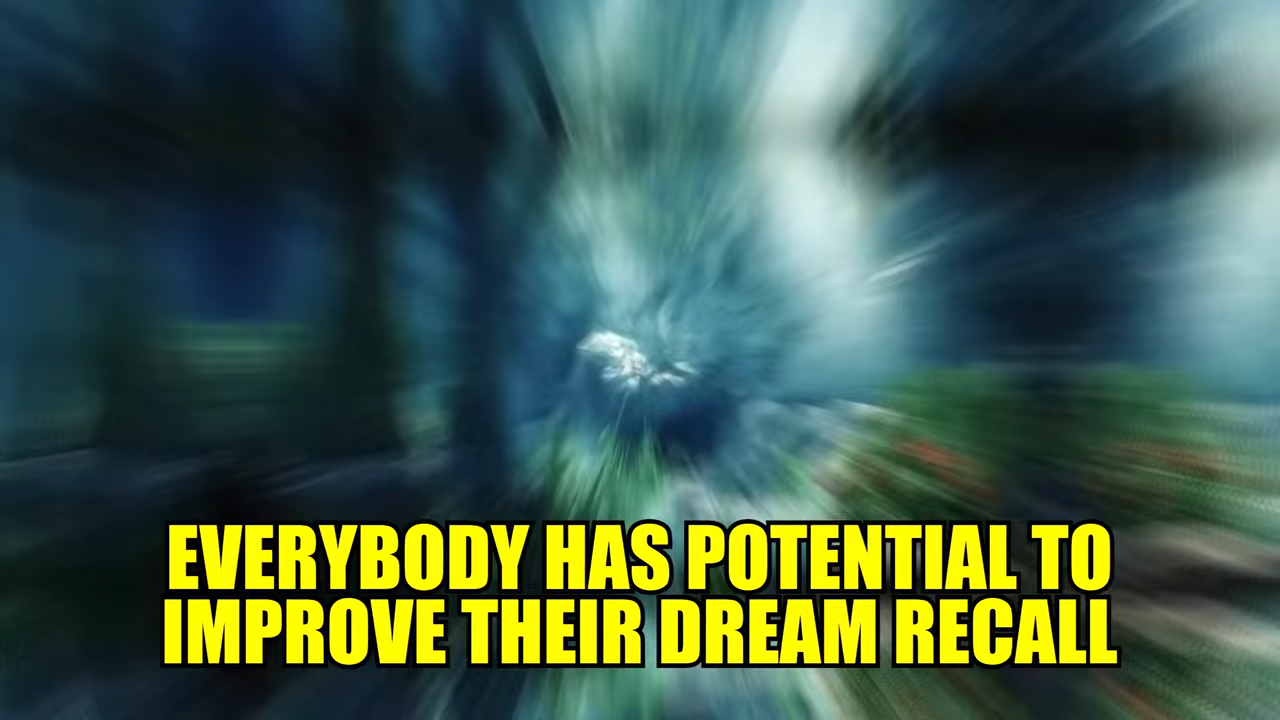 EVERYBODY HAS POTENTIAL TO
IMPROVE THEIR DREAM RECALL